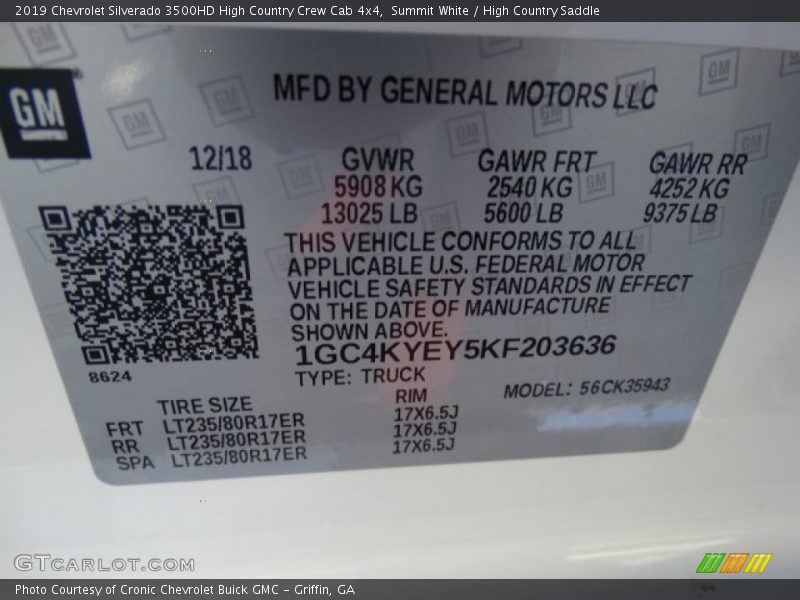 2019 Chevrolet Silverado 3500HD High Country Crew Cab 4x4, Summit White / High Country Saddle
GM
MFD BY GENERAL MOTORS LLC
12/18 GVWR GAWR FRT GAWR RR
5908 KG 2540 KG 4252 KG
13025 LB 5600 LB 9375 LB
THIS VEHICLE CONFORMS TO ALL
APPLICABLE U.S. FEDERAL MOTOR
VEHICLE SAFETY STANDARDS IN EFFECT
ON THE DATE OF MANUFACTURE
SHOWN ABOVE.
1GC4KYEY5KF203636
8624
TYPE: TRUCK MODEL: 56CK35943
TIRE SIZE RIM
FRT LT235/80R17ER 17X6.5J
RR LT235/80R17ER 17X6.5J
SPA LT235/80R17ER 17X6.5J
GTCarLot.com
Photo Courtesy of Cronic Chevrolet Buick GMC - Griffin, GA